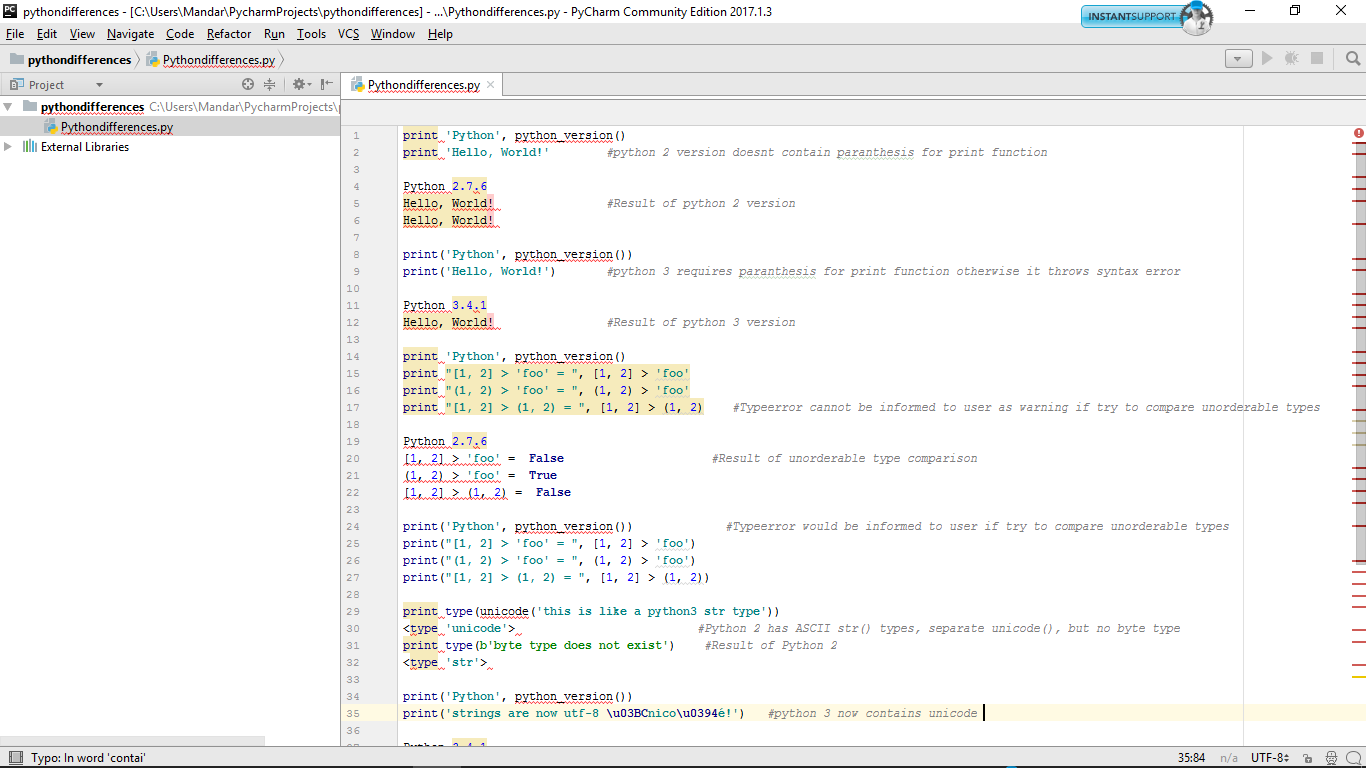 pythondifferences - [C:\Users\Mandar\PycharmProjects\pythondifferences] - ...\Pythondifferences.py - PyCharm Community Edition 2017.1.3
INSTANTSUPPORT
File Edit View Navigate Code Refactor Run Tools VCS Window Help
pythondifferences Pythondifferences.py
Project
Pythondifferences.py
pythondifferences C:\Users\Mandar\PycharmProjects\
Pythondifferences.py
External Libraries
1 print 'Python', python_version()
2 print 'Hello, World!' #python 2 version doesnt contain paranthesis for print function
3
4 Python 2.7.6
5 Hello, World! #Result of python 2 version
6 Hello, World!
7
8 print('Python', python_version())
9 print('Hello, World!') #python 3 requires paranthesis for print function otherwise it throws syntax error
10
11 Python 3.4.1
12 Hello, World! #Result of python 3 version
13
14 print 'Python', python_version()
15 print "[1, 2] > 'foo' = ", [1, 2] > 'foo'
16 print "(1, 2) > 'foo' = ", (1, 2) > 'foo'
17 print "[1, 2] > (1, 2) = ", [1, 2] > (1, 2) #Typeerror cannot be informed to user as warning if try to compare unorderable types
18
19 Python 2.7.6
20 [1, 2] > 'foo' = False #Result of unorderable type comparison
21 (1, 2) > 'foo' = True
22 [1, 2] > (1, 2) = False
23
24 print('Python', python_version()) #Typeerror would be informed to user if try to compare unorderable types
25 print("[1, 2] > 'foo' = ", [1, 2] > 'foo')
26 print("(1, 2) > 'foo' = ", (1, 2) > 'foo')
27 print("[1, 2] > (1, 2) = ", [1, 2] > (1, 2))
28
29 print type(unicode('this is like a python3 str type'))
30 <type 'unicode'> #Python 2 has ASCII str() types, separate unicode(), but no byte type
31 print type(b'byte type does not exist') #Result of Python 2
32 <type 'str'>
33
34 print('Python', python_version())
35 print('strings are now utf-8 \u03BCnico\u0394é!') #python 3 now contains unicode
36
Python 3.4.1
Typo: In word 'contai' 35:84 n/a UTF-8